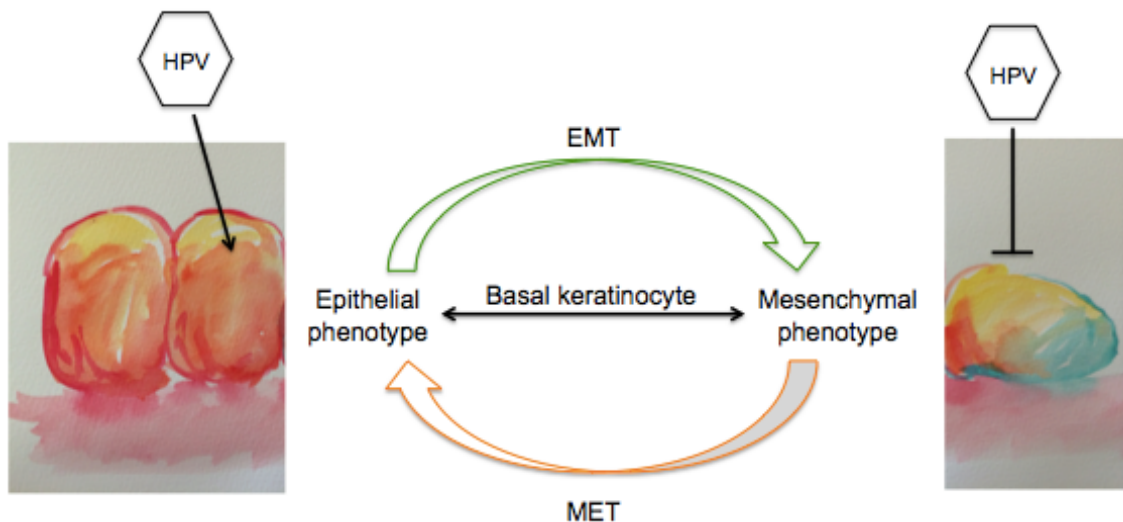 HPV
HPV
EMT
Epithelial
phenotype
Basal keratinocyte
Mesenchymal
phenotype
MET